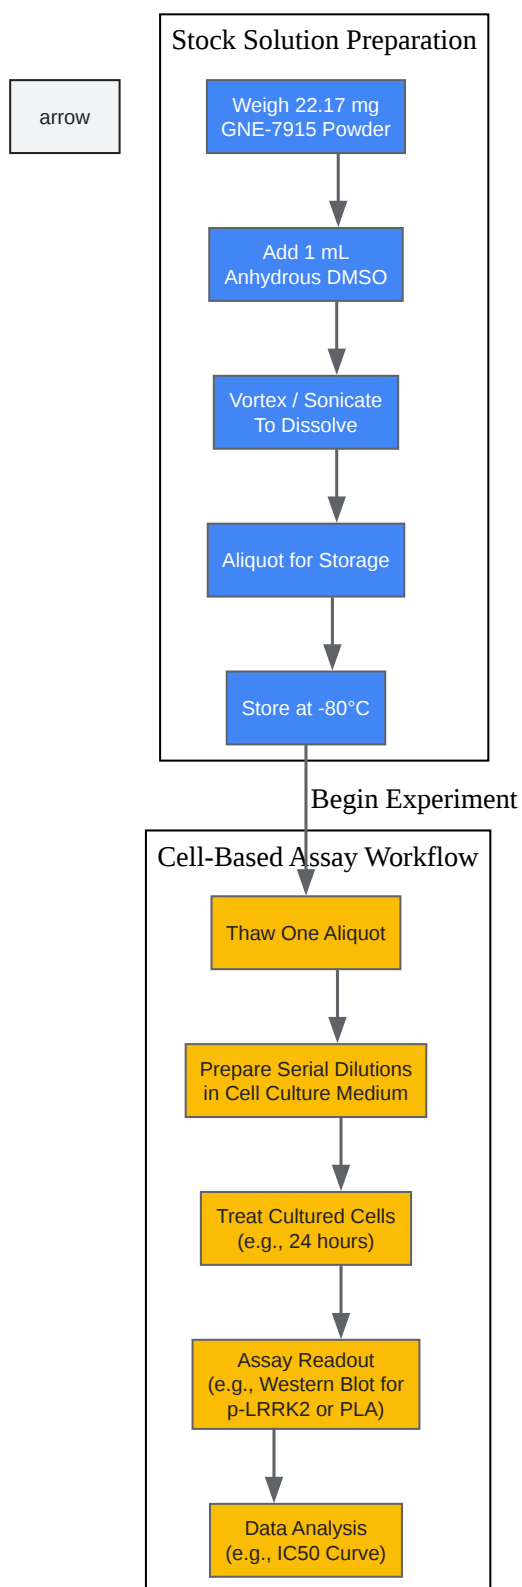 Stock Solution Preparation
arrow
Weigh 22.17 mg
GNE-7915 Powder
Add 1 mL
Anhydrous DMSO
Vortex / Sonicate
To Dissolve
Aliquot for Storage
Store at -80°C
Begin Experiment
Cell-Based Assay Workflow
Thaw One Aliquot
Prepare Serial Dilutions
in Cell Culture Medium
Treat Cultured Cells
(e.g., 24 hours)
Assay Readout
(e.g., Western Blot for
p-LRRK2 or PLA)
Data Analysis
(e.g., IC50 Curve)